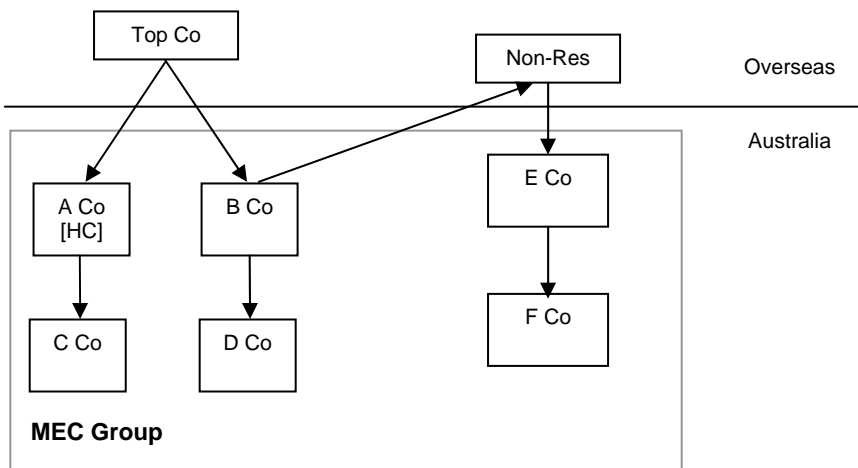 Top Co
Non-Res
Overseas
Australia
A Co
[HC]
B Co
E Co
C Co
D Co
F Co
MEC Group